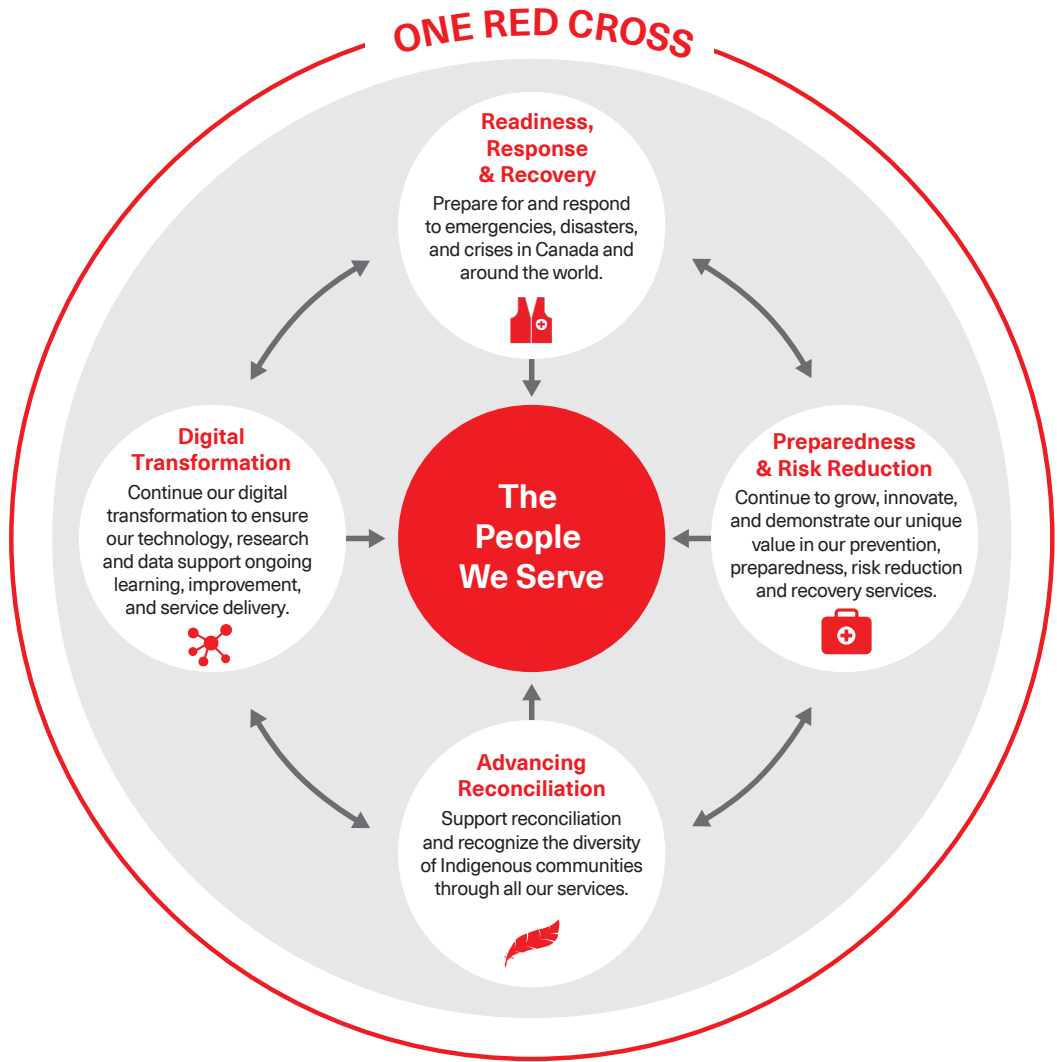 ONE RED CROSS
Readiness,
Response
& Recovery
Prepare for and respond
to emergencies, disasters,
and crises in Canada and
around the world.
Digital
Transformation
Continue our digital
transformation to ensure
our technology, research
and data support ongoing
learning, improvement,
and service delivery.
The
People
We Serve
Preparedness
& Risk Reduction
Continue to grow, innovate,
and demonstrate our unique
value in our prevention,
preparedness, risk reduction
and recovery services.
Advancing
Reconciliation
Support reconciliation
and recognize the diversity
of Indigenous communities
through all our services.